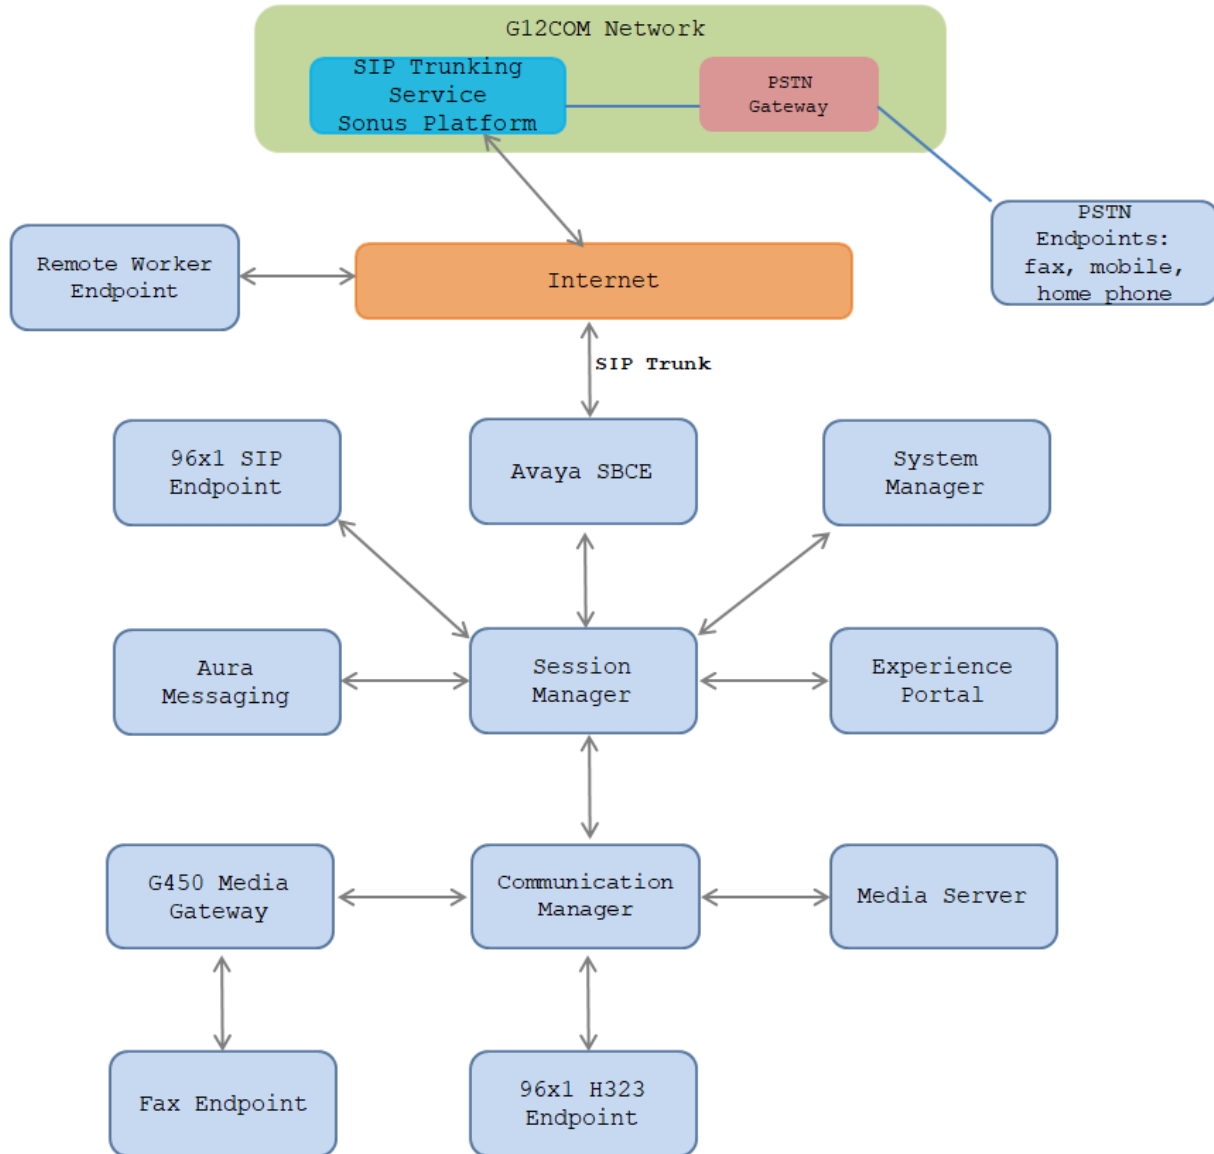 G12COM Network
SIP Trunking
Service
Sonus Platform
PSTN
Gateway
PSTN
Endpoints:
fax, mobile,
home phone
Remote Worker
Endpoint
Internet
SIP Trunk
96x1 SIP
Endpoint
Avaya SBCE
System
Manager
Aura
Messaging
Session
Manager
Experience
Portal
G450 Media
Gateway
Communication
Manager
Media Server
Fax Endpoint
96x1 H323
Endpoint